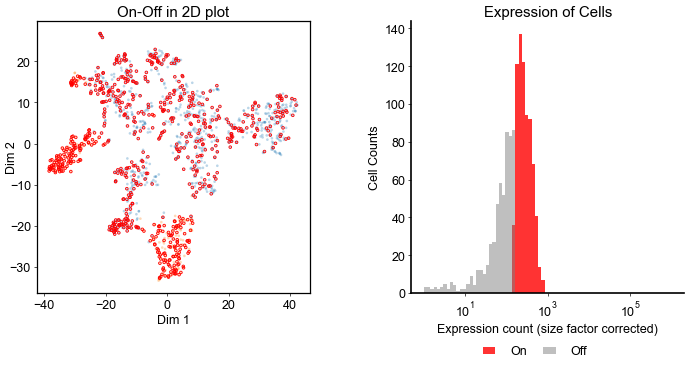 On-Off in 2D plot
20
10
0
−10
−20
−30
Dim 2
−40
−20
0
20
40
Dim 1
Expression of Cells
140
120
100
80
60
40
20
0
Cell Counts
10^1
10^3
10^5
Expression count (size factor corrected)
On
Off